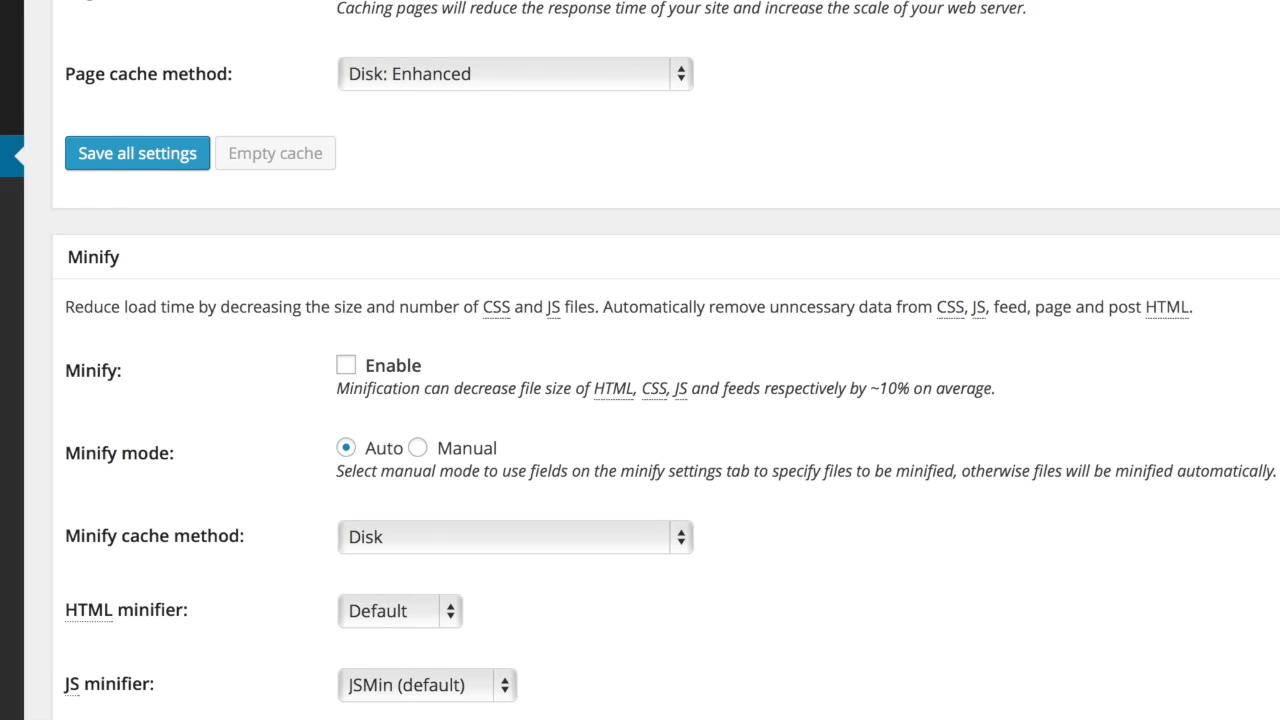 Caching pages will reduce the response time of your site and increase the scale of your web server.
Page cache method: Disk: Enhanced
Save all settings Empty cache
Minify
Reduce load time by decreasing the size and number of CSS and JS files. Automatically remove unncessary data from CSS, JS, feed, page and post HTML.
Minify: Enable
Minification can decrease file size of HTML, CSS, JS and feeds respectively by ~10% on average.
Minify mode: Auto Manual
Select manual mode to use fields on the minify settings tab to specify files to be minified, otherwise files will be minified automatically.
Minify cache method: Disk
HTML minifier: Default
JS minifier: JSMin (default)